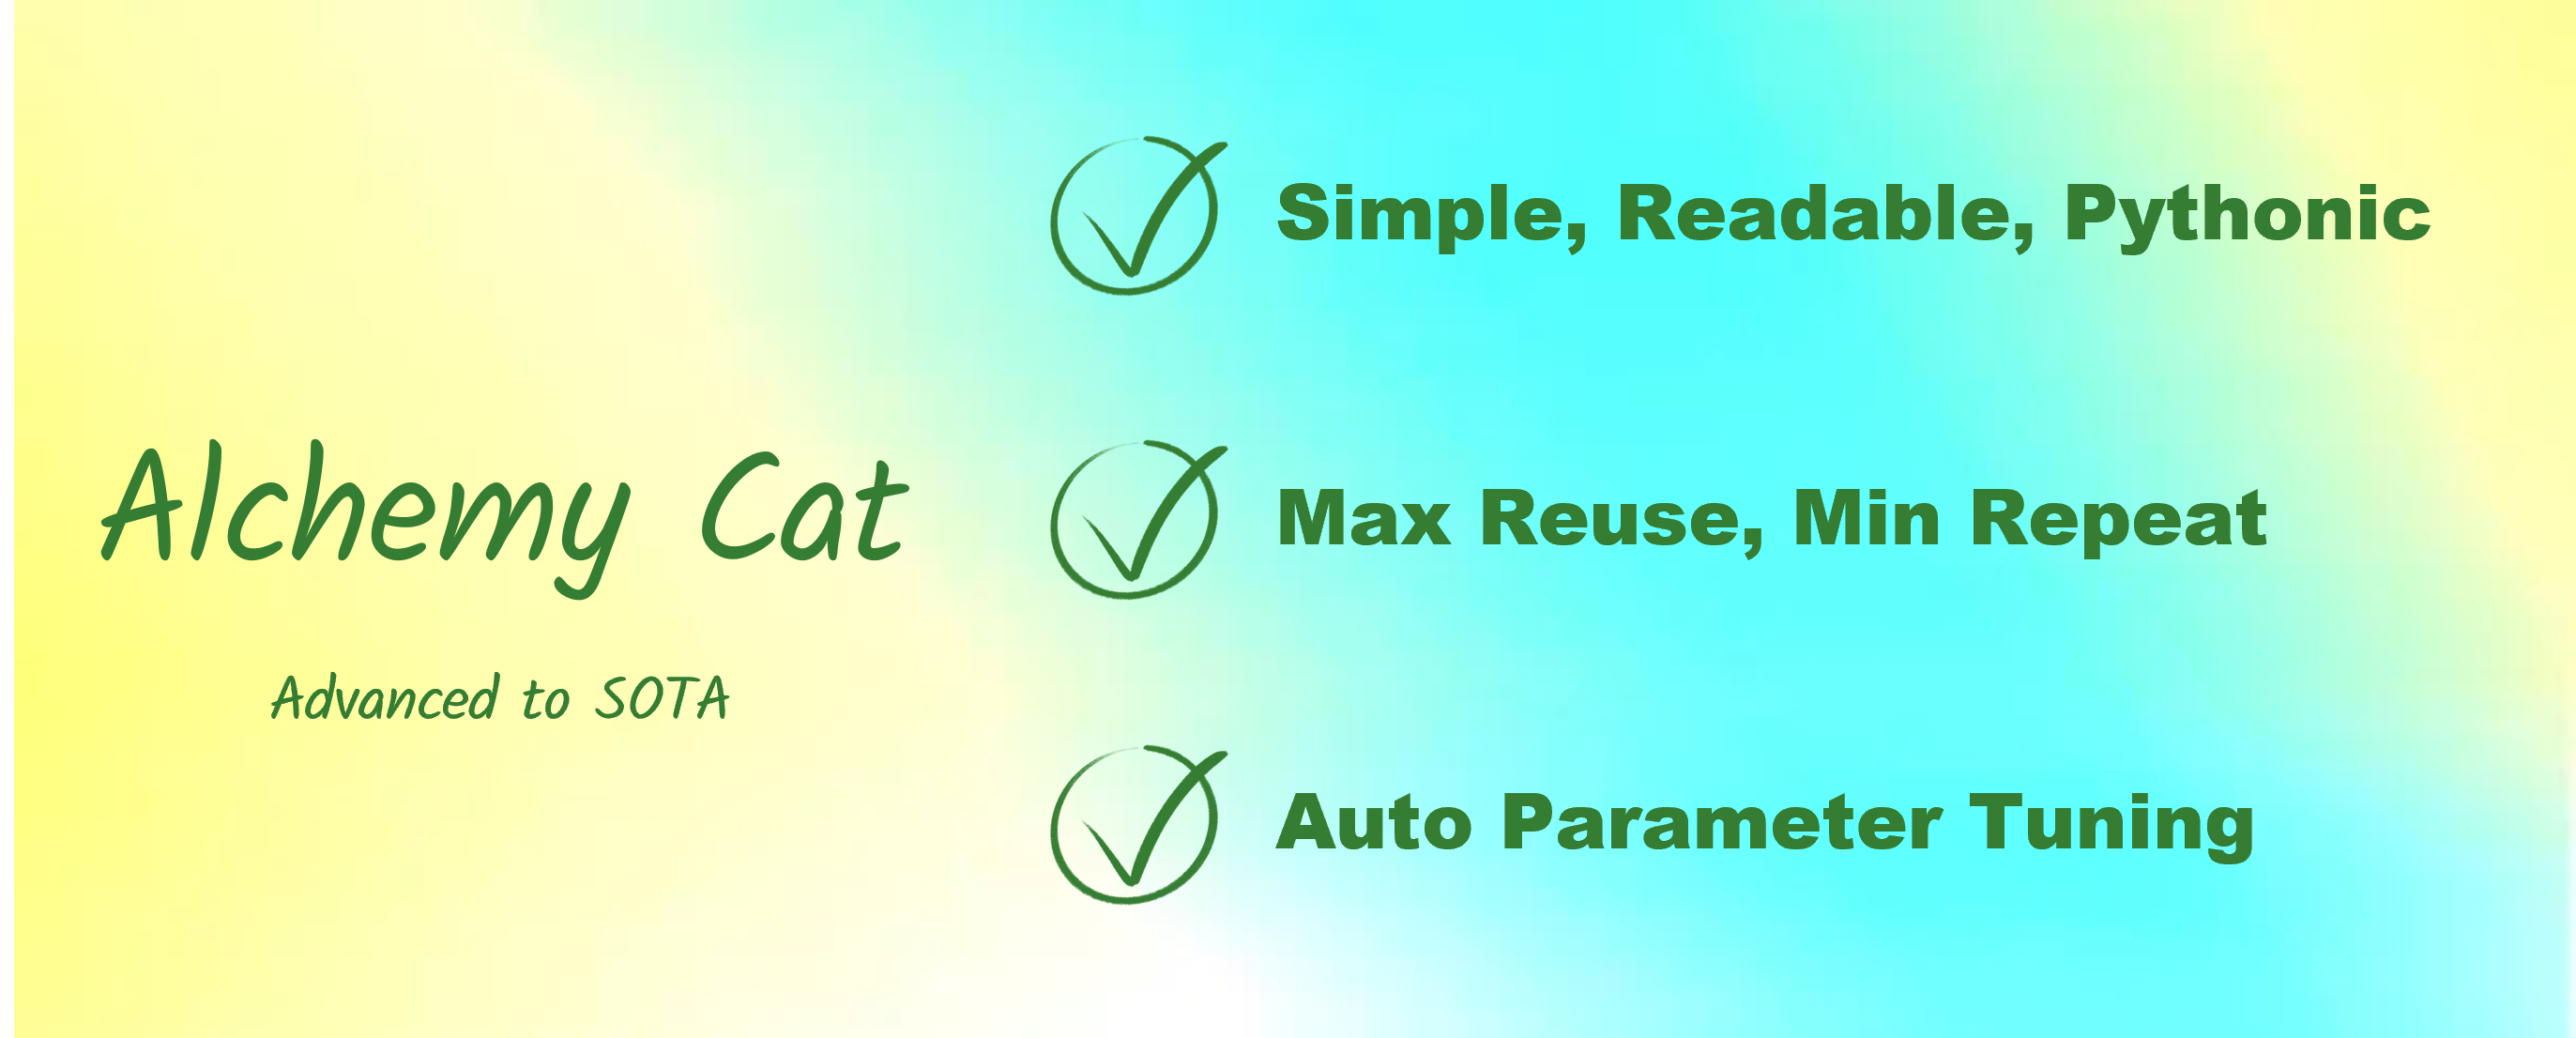 Alchemy Cat
Advanced to SOTA
Simple, Readable, Pythonic
Max Reuse, Min Repeat
Auto Parameter Tuning